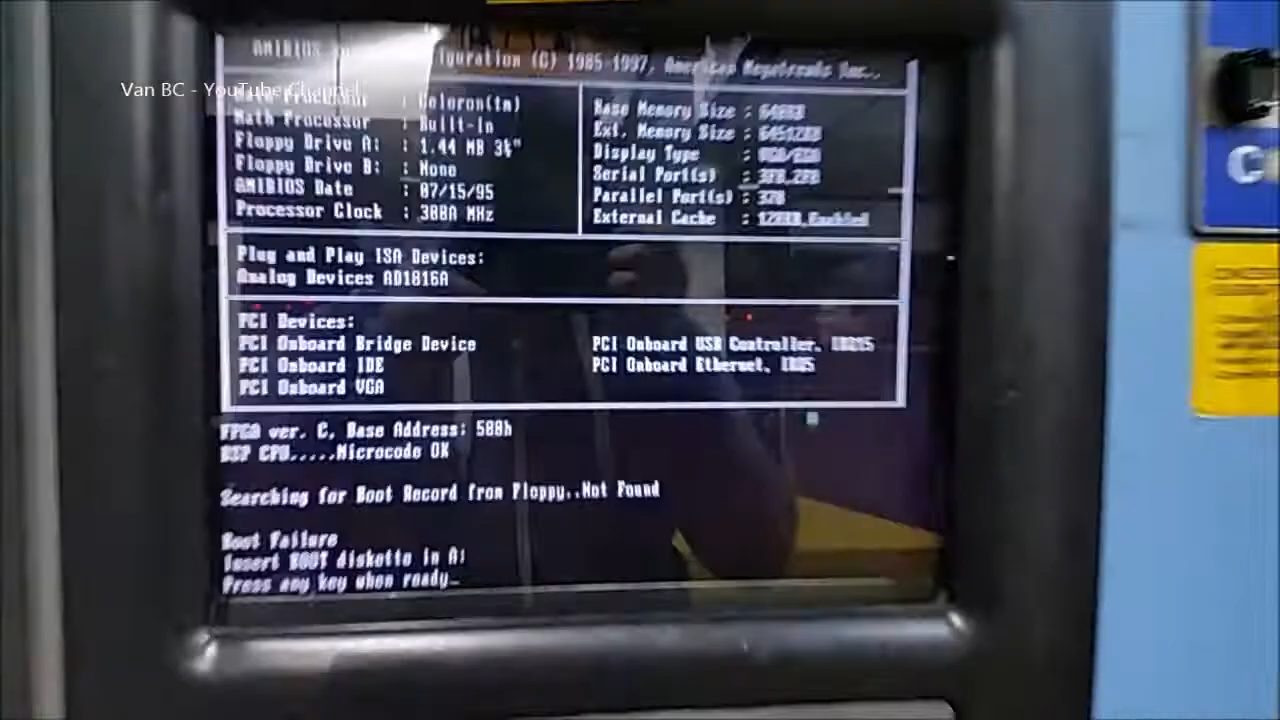 AMIBIOS System Configuration (C) 1985-1997, American Megatrends Inc.,
Van BC - YouTube Channel
Main Processor : Celeron(tm)
Math Processor : Built-In
Floppy Drive A: : 1.44 MB 3½"
Floppy Drive B: : None
AMIBIOS Date : 07/15/95
Processor Clock : 300A MHz
Base Memory Size : 640KB
Ext. Memory Size : 64512KB
Display Type : VGA/EGA
Serial Port(s) : 3F8,2F8
Parallel Port(s) : 378
External Cache : 128KB,Enabled
Plug and Play ISA Devices:
Analog Devices AD1816A
PCI Devices:
PCI Onboard Bridge Device
PCI Onboard IDE
PCI Onboard VGA
PCI Onboard USB Controller, IRQ15
PCI Onboard Ethernet, IRQ5
FPGA ver. C, Base Address: 500h
BSP CPU.....Microcode OK
Searching for Boot Record from Floppy..Not Found
Boot Failure
Insert BOOT diskette in A:
Press any key when ready_